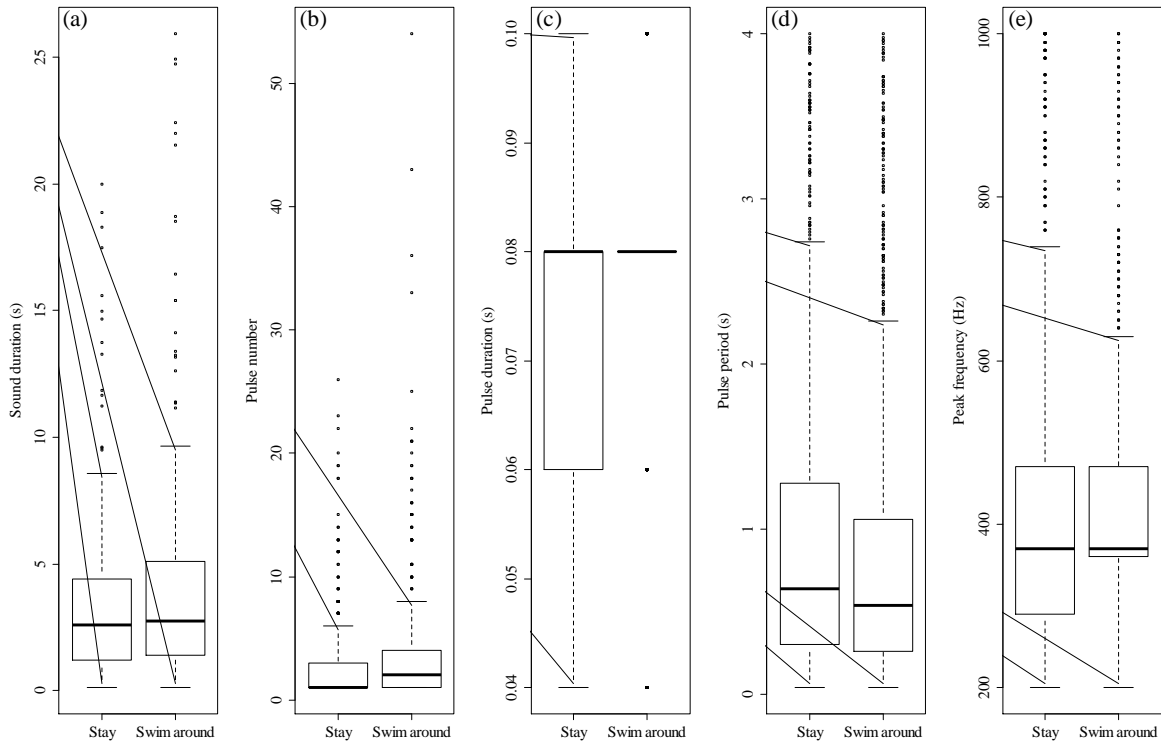 (a)
Sound duration (s)
25
20
15
10
5
0
Stay Swim around
(b)
Pulse number
50
40
30
20
10
0
Stay Swim around
(c)
Pulse duration (s)
0.10
0.09
0.08
0.07
0.06
0.05
0.04
Stay Swim around
(d)
Pulse period (s)
4
3
2
1
0
Stay Swim around
(e)
Peak frequency (Hz)
1000
800
600
400
200
Stay Swim around